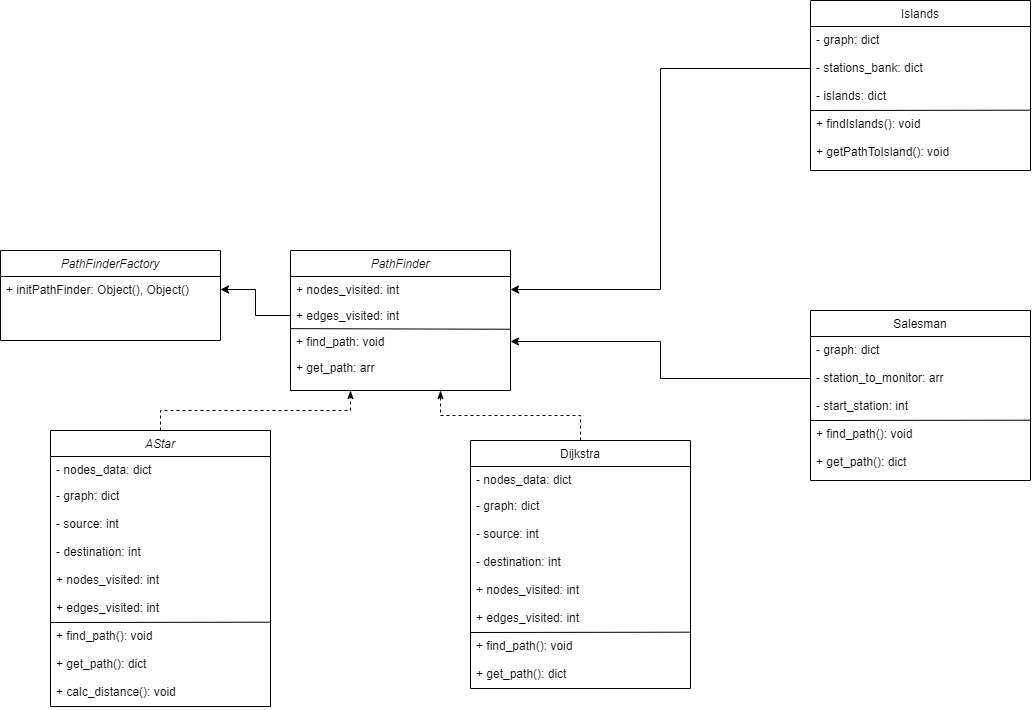 Islands
- graph: dict
- stations_bank: dict
- islands: dict
+ findIslands(): void
+ getPathToIsland(): void
PathFinderFactory
+ initPathFinder: Object(), Object()
PathFinder
+ nodes_visited: int
+ edges_visited: int
+ find_path: void
+ get_path: arr
Salesman
- graph: dict
- station_to_monitor: arr
- start_station: int
+ find_path(): void
+ get_path(): dict
AStar
- nodes_data: dict
- graph: dict
- source: int
- destination: int
+ nodes_visited: int
+ edges_visited: int
+ find_path(): void
+ get_path(): dict
+ calc_distance(): void
Dijkstra
- nodes_data: dict
- graph: dict
- source: int
- destination: int
+ nodes_visited: int
+ edges_visited: int
+ find_path(): void
+ get_path(): dict